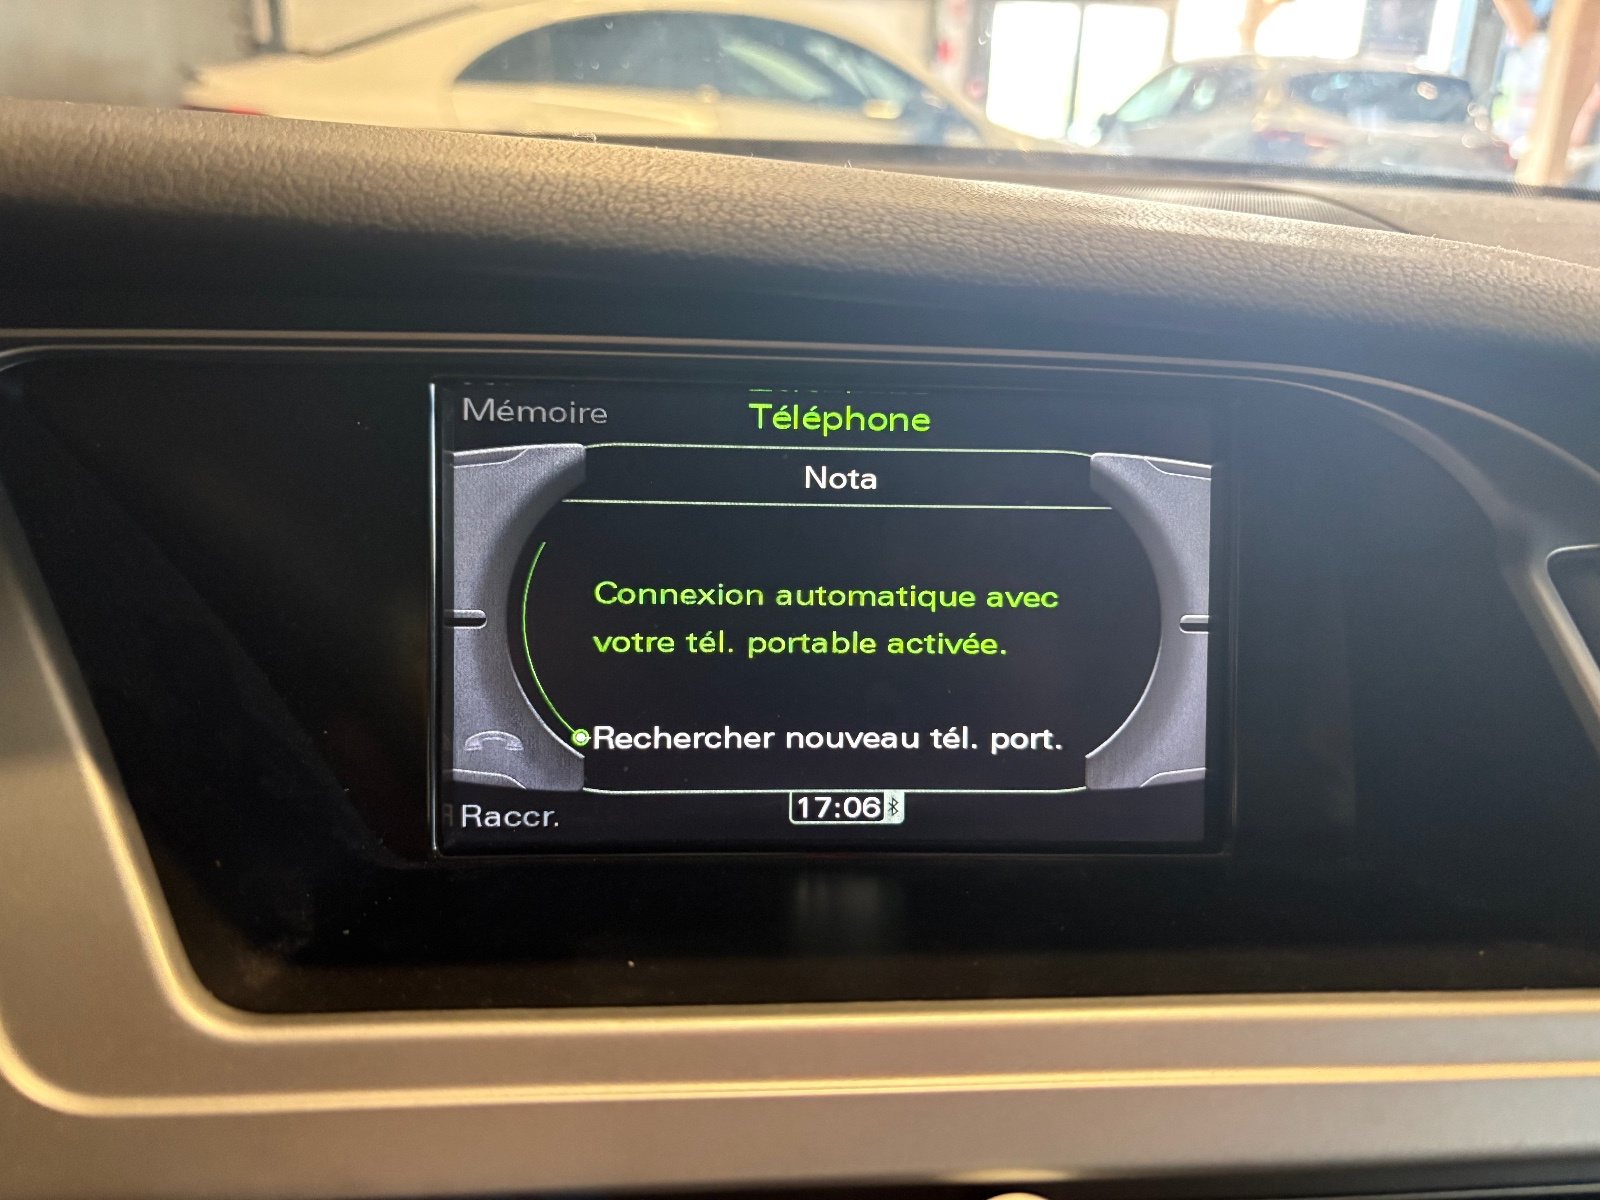 Mémoire
Téléphone
Nota
Connexion automatique avec
votre tél. portable activée.
Rechercher nouveau tél. port.
17:06
Raccr.